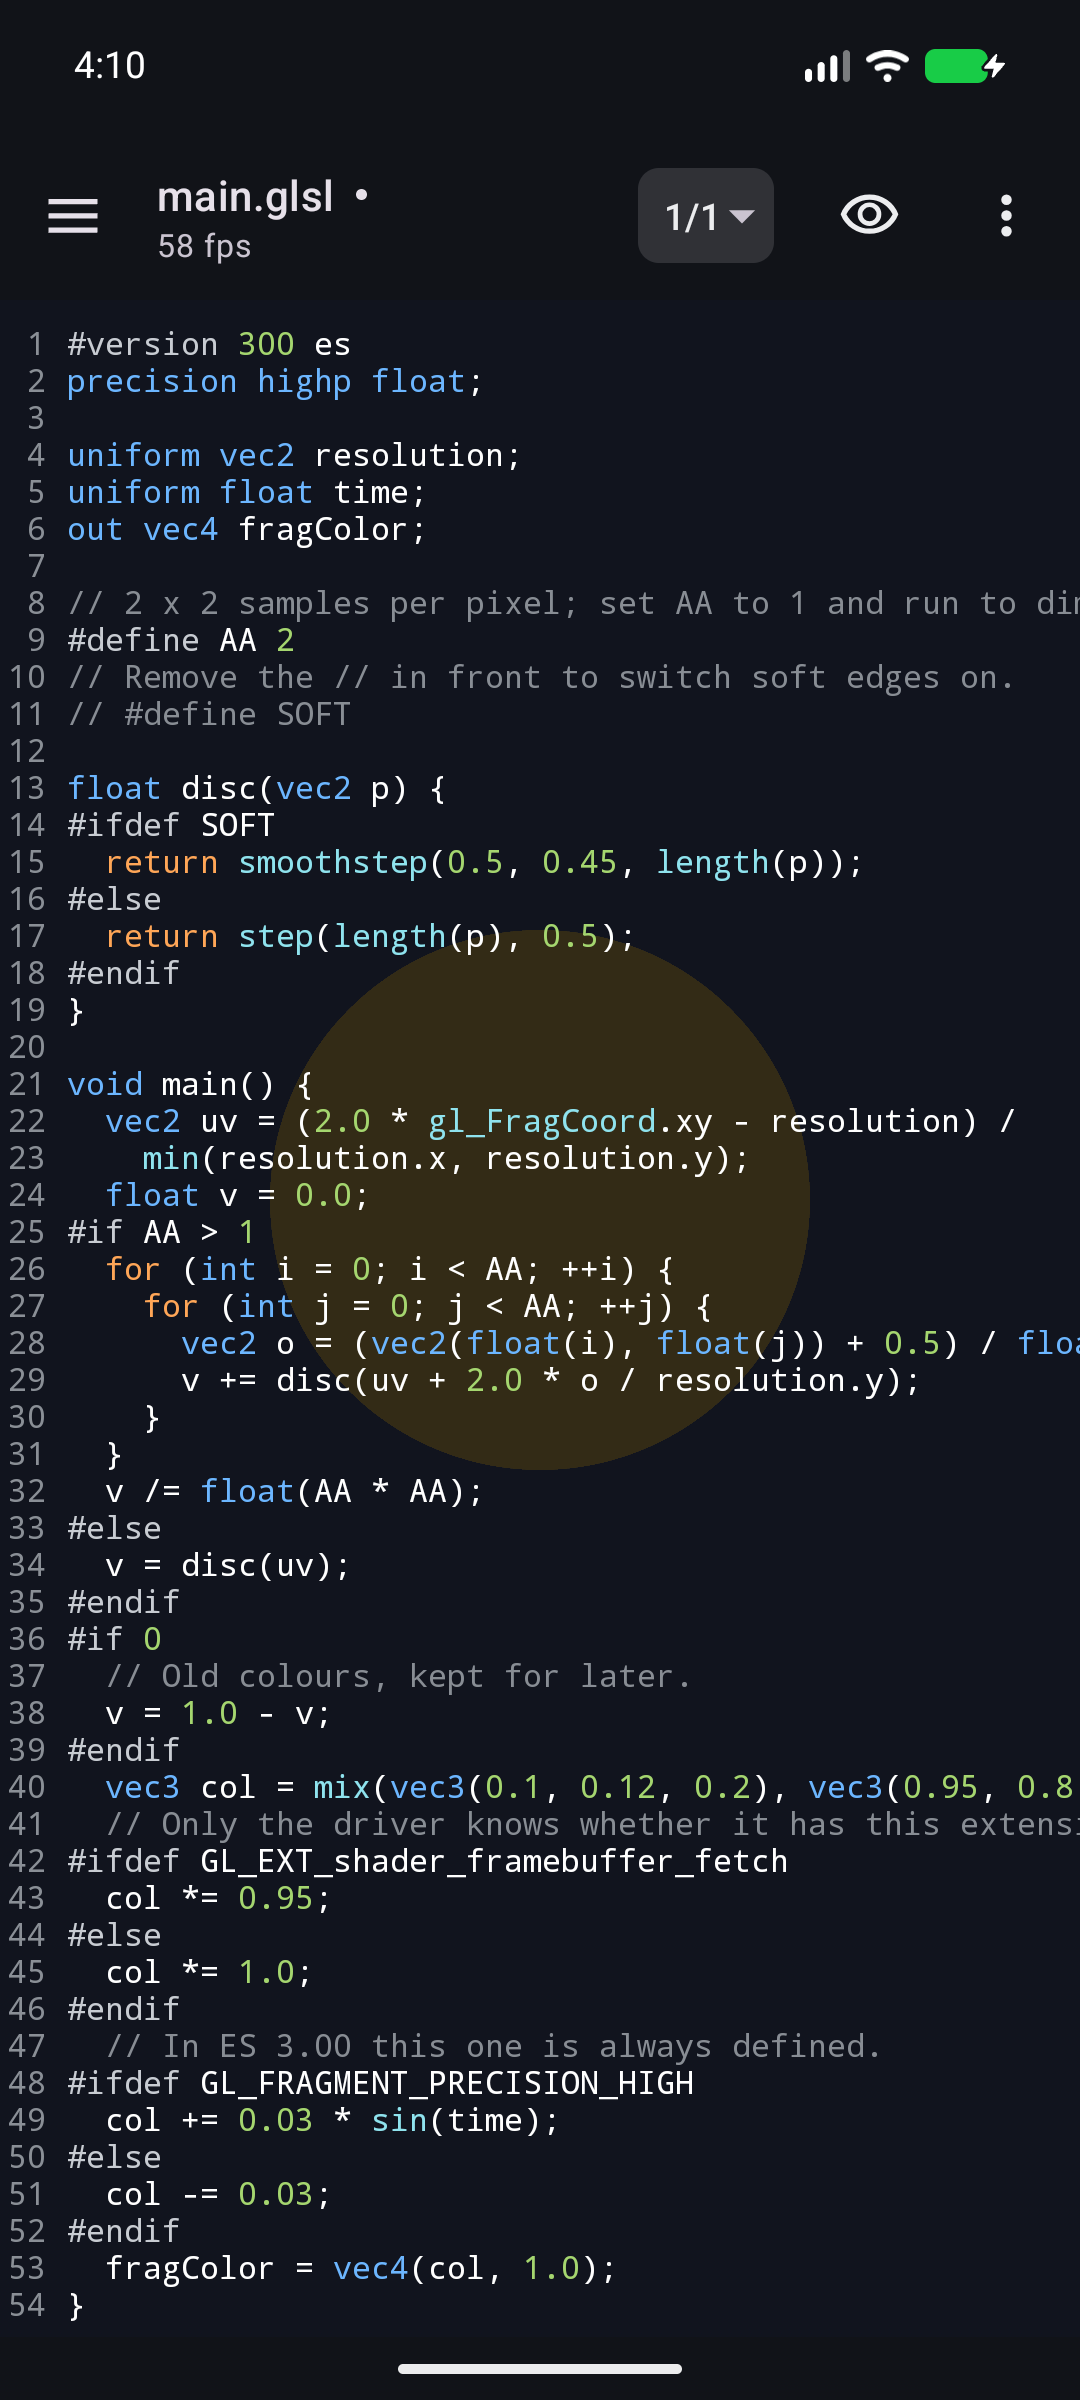 4:10
main.glsl •
58 fps
1/1
1 #version 300 es
2 precision highp float;
3
4 uniform vec2 resolution;
5 uniform float time;
6 out vec4 fragColor;
7
8 // 2 x 2 samples per pixel; set AA to 1 and run to
9 #define AA 2
10 // Remove the // in front to switch soft edges on.
11 // #define SOFT
12
13 float disc(vec2 p) {
14 #ifdef SOFT
15   return smoothstep(0.5, 0.45, length(p));
16 #else
17   return step(length(p), 0.5);
18 #endif
19 }
20
21 void main() {
22   vec2 uv = (2.0 * gl_FragCoord.xy - resolution) /
23     min(resolution.x, resolution.y);
24   float v = 0.0;
25 #if AA > 1
26   for (int i = 0; i < AA; ++i) {
27     for (int j = 0; j < AA; ++j) {
28       vec2 o = (vec2(float(i), float(j)) + 0.5) /
29       v += disc(uv + 2.0 * o / resolution.y);
30     }
31   }
32   v /= float(AA * AA);
33 #else
34   v = disc(uv);
35 #endif
36 #if 0
37   // Old colours, kept for later.
38   v = 1.0 - v;
39 #endif
40   vec3 col = mix(vec3(0.1, 0.12, 0.2), vec3(0.95, 0.8
41   // Only the driver knows whether it has this
42 #ifdef GL_EXT_shader_framebuffer_fetch
43   col *= 0.95;
44 #else
45   col *= 1.0;
46 #endif
47   // In ES 3.00 this one is always defined.
48 #ifdef GL_FRAGMENT_PRECISION_HIGH
49   col += 0.03 * sin(time);
50 #else
51   col -= 0.03;
52 #endif
53   fragColor = vec4(col, 1.0);
54 }